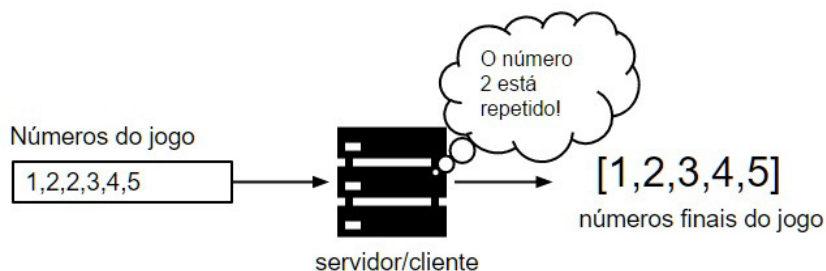 O número
2 está
repetido!
Números do jogo
1,2,2,3,4,5
[1,2,3,4,5]
números finais do jogo
servidor/cliente